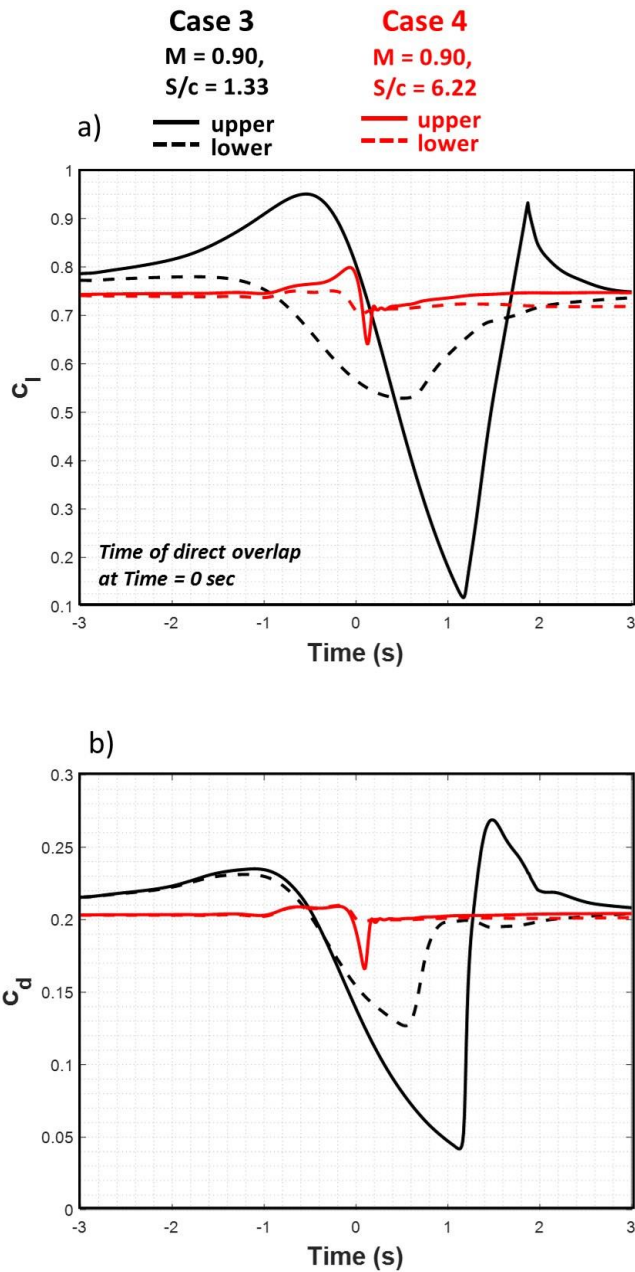 Case 3 Case 4
M = 0.90, M = 0.90,
S/c = 1.33 S/c = 6.22
a) upper upper
lower lower
1
0.9
0.8
0.7
0.6
0.5
0.4
0.3
0.2
0.1
c_l
Time of direct overlap
at Time = 0 sec
-3 -2 -1 0 1 2 3
Time (s)
b)
0.3
0.25
0.2
0.15
0.1
0.05
0
c_d
-3 -2 -1 0 1 2 3
Time (s)